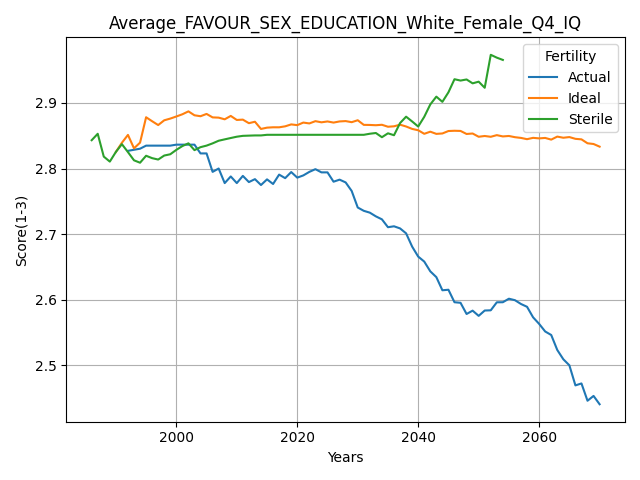 Average_FAVOUR_SEX_EDUCATION_White_Female_Q4_IQ
Fertility
Actual
Ideal
Sterile
Score(1-3)
2.9
2.8
2.7
2.6
2.5
2000 2020 2040 2060
Years